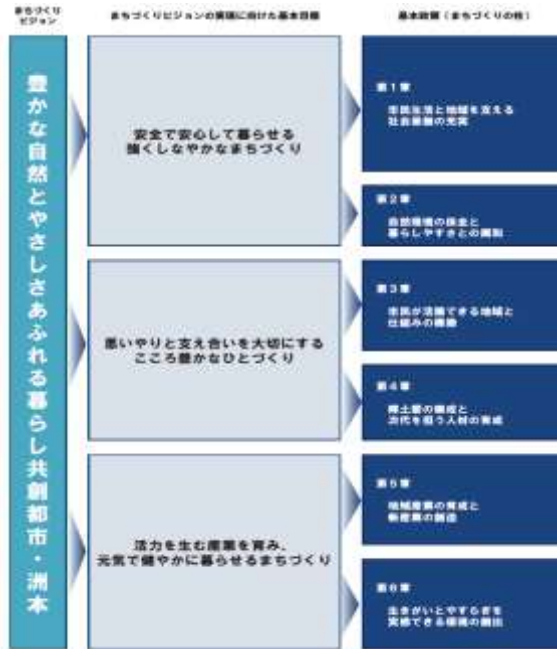 まちづくり
ビジョン
まちづくりビジョンの実現に向けた基本目標
基本政策（まちづくりの柱）
豊かな自然とやさしさあふれる暮らし共創都市・洲本
安全で安心して暮らせる
強くしなやかなまちづくり
思いやりと支え合いを大切にする
こころ豊かなひとづくり
活力を生む産業を育み、
元気で健やかに暮らせるまちづくり
第1章
市民生活と地域を支える
社会基盤の充実
第2章
自然環境の保全と
暮らしやすさとの調和
第3章
市民が活躍できる地域と
仕組みの構築
第4章
郷土愛の醸成と
次代を担う人材の育成
第5章
地域産業の育成と
新産業の創造
第6章
生きがいとやすらぎを
実感できる環境の創出